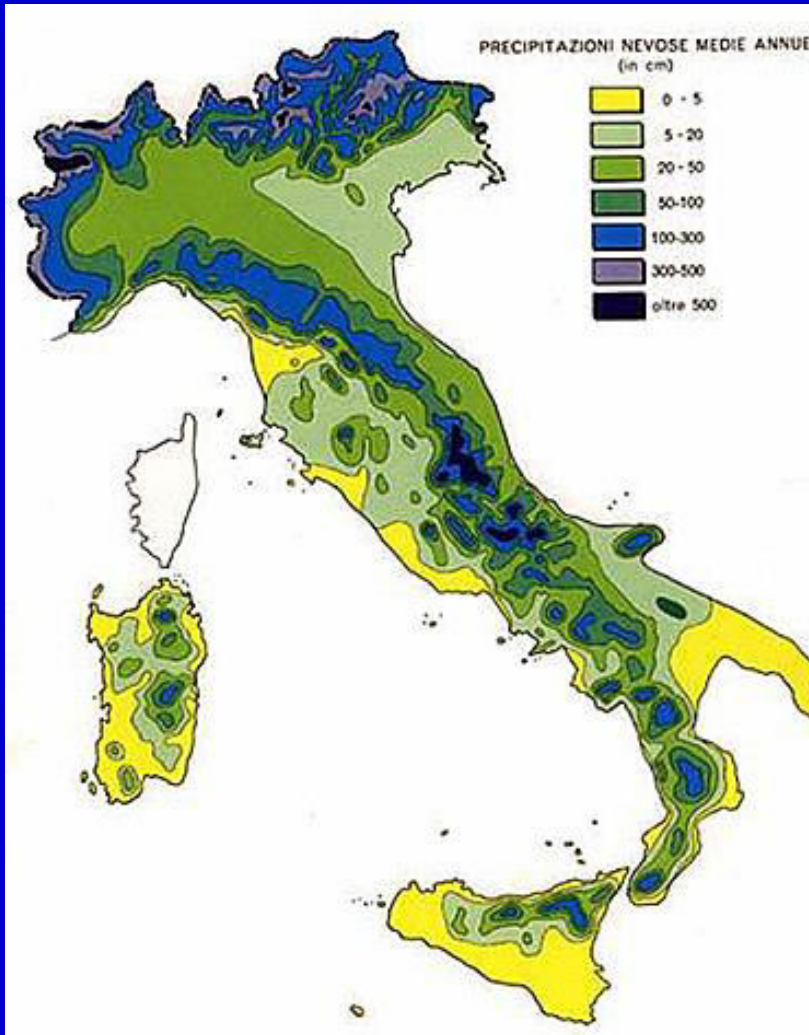 PRECIPITAZIONI NEVOSE MEDIE ANNUE
(in cm)
0 - 5
5 - 20
20 - 50
50-100
100-300
300-500
oltre 500